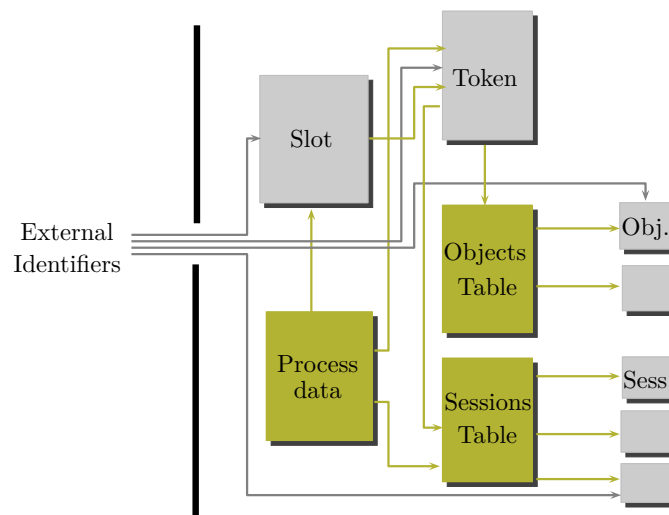 Token
Slot
External
Identifiers
Obj.
Objects
Table
Process
data
Sess
Sessions
Table